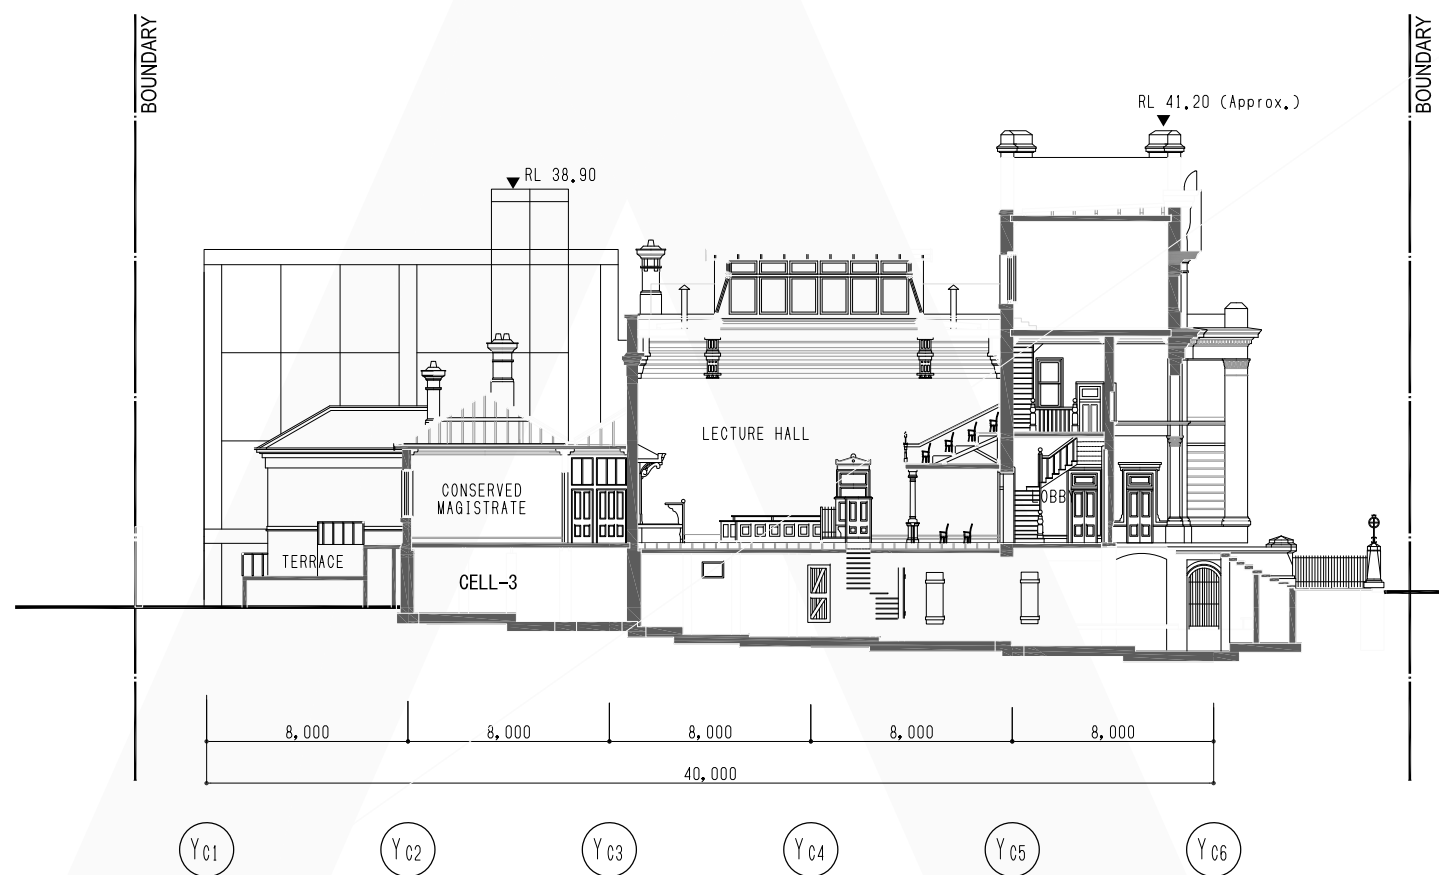 BOUNDARY
BOUNDARY
RL 41.20 (Approx.)
RL 38.90
LECTURE HALL
CONSERVED
MAGISTRATE
LOBBY
TERRACE
CELL-3
8,000
8,000
8,000
8,000
8,000
40,000
YC1
YC2
YC3
YC4
YC5
YC6